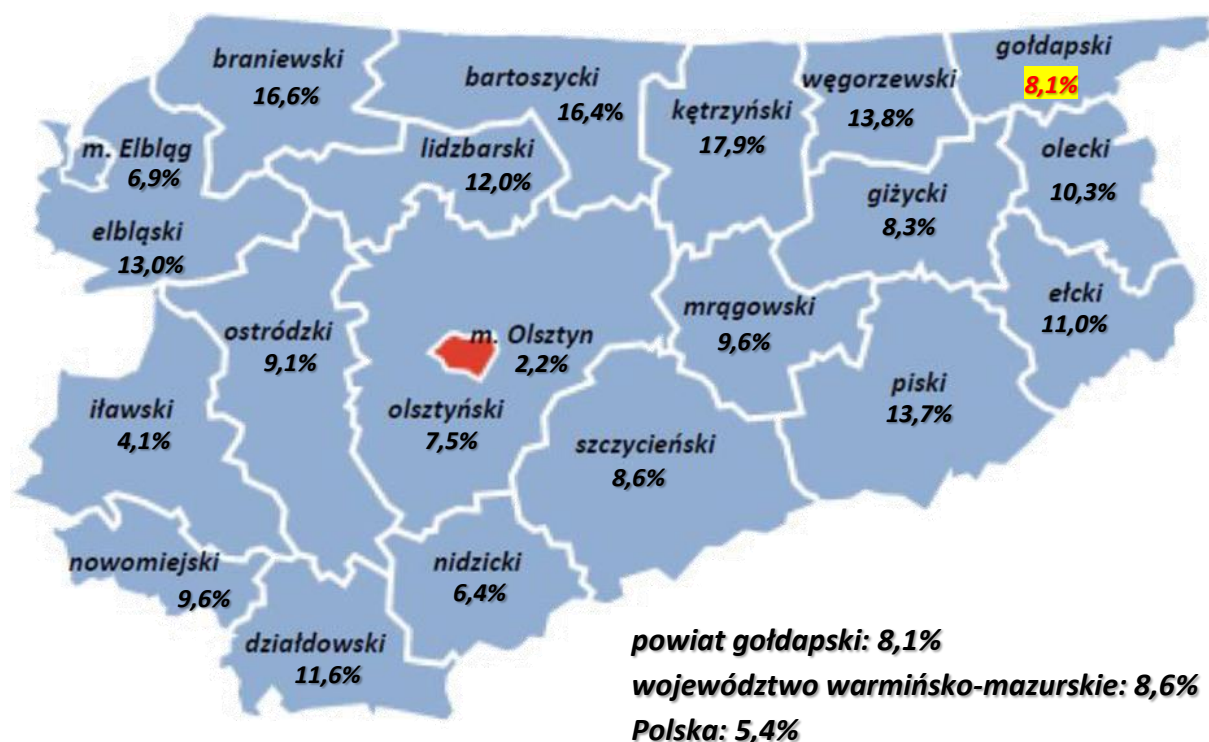 gołdapski
8,1%
braniewski
16,6%
bartoszycki
16,4%
węgorzewski
13,8%
kętrzyński
17,9%
m. Elbląg
6,9%
lidzbarski
12,0%
olecki
10,3%
giżycki
8,3%
elbląski
13,0%
ełcki
11,0%
mrągowski
9,6%
ostródzki
9,1%
m. Olsztyn
2,2%
piski
13,7%
iławski
4,1%
olsztyński
7,5%
szczycieński
8,6%
nowomiejski
9,6%
nidzicki
6,4%
działdowski
11,6%
powiat gołdapski: 8,1%
województwo warmińsko-mazurskie: 8,6%
Polska: 5,4%